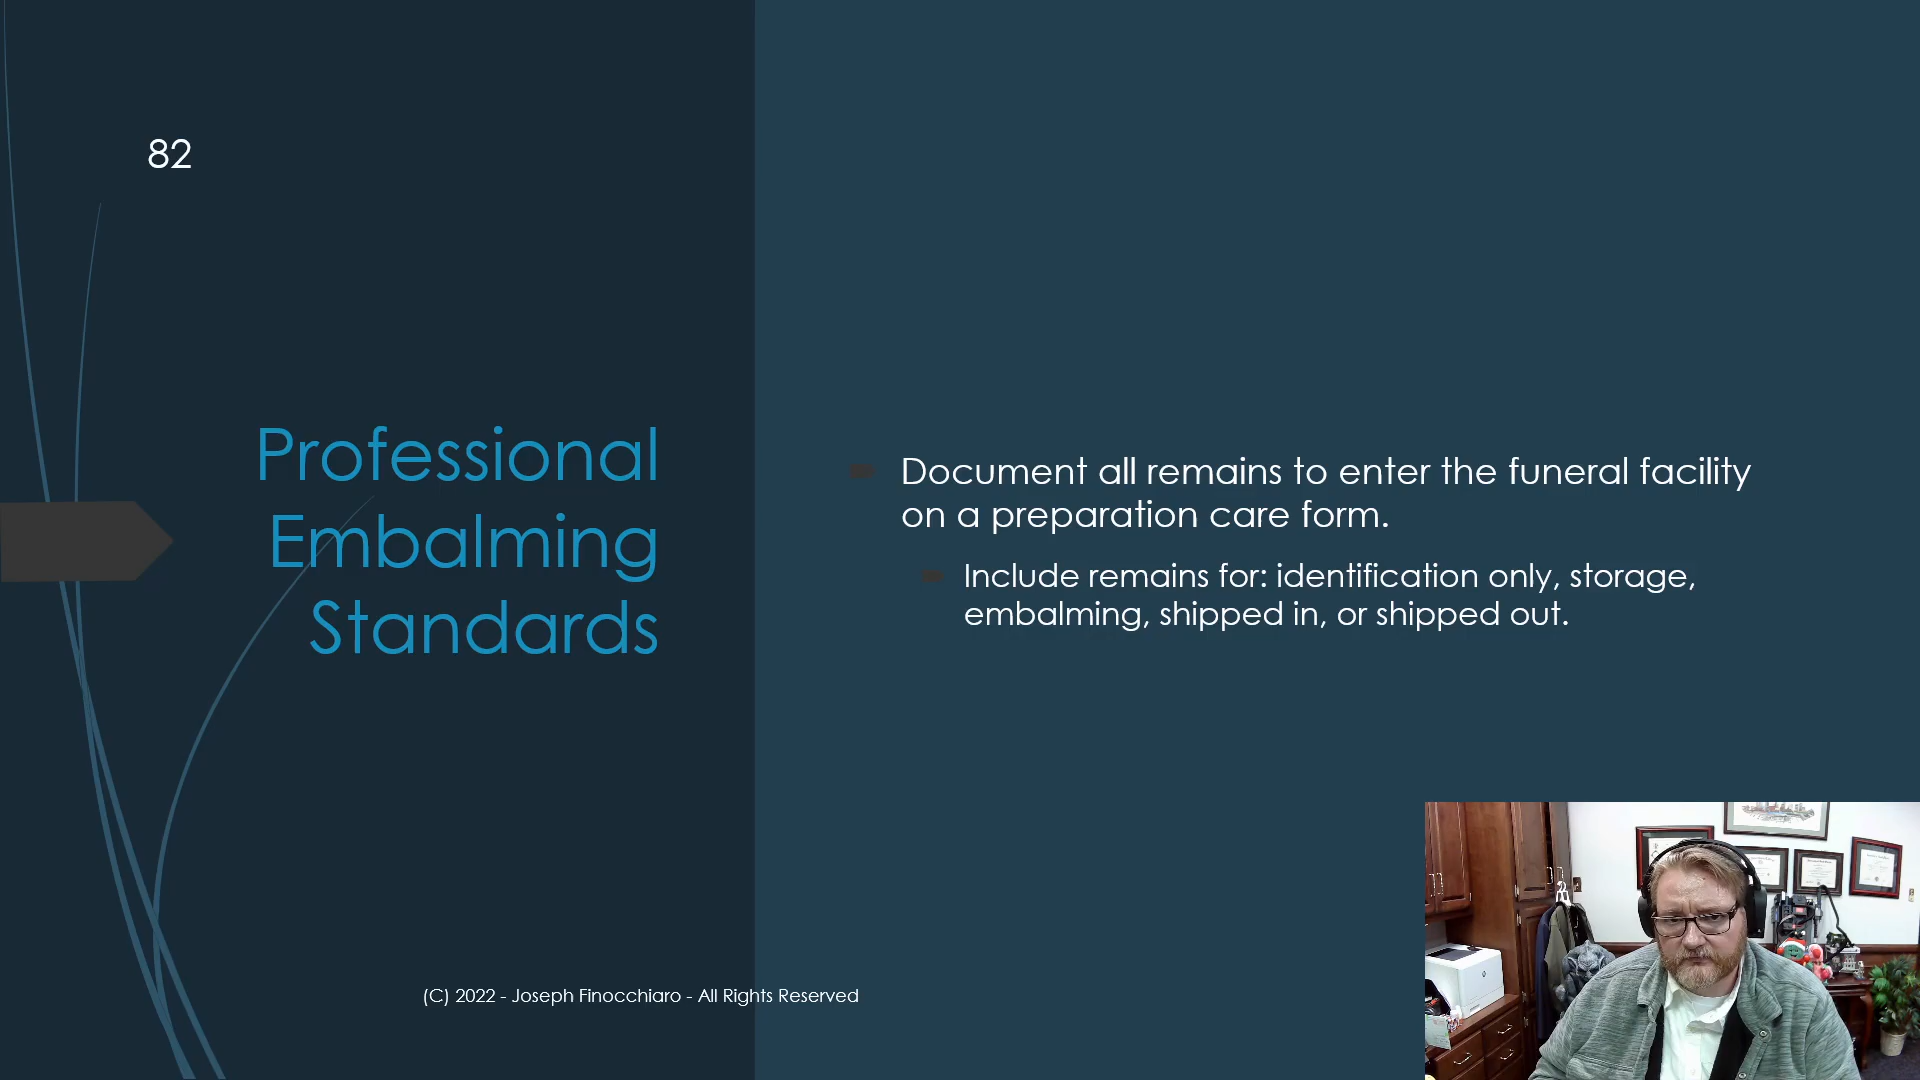 82
Professional
Embalming
Standards
Document all remains to enter the funeral facility
on a preparation care form.
Include remains for: identification only, storage,
embalming, shipped in, or shipped out.
(C) 2022 - Joseph Finocchiaro - All Rights Reserved